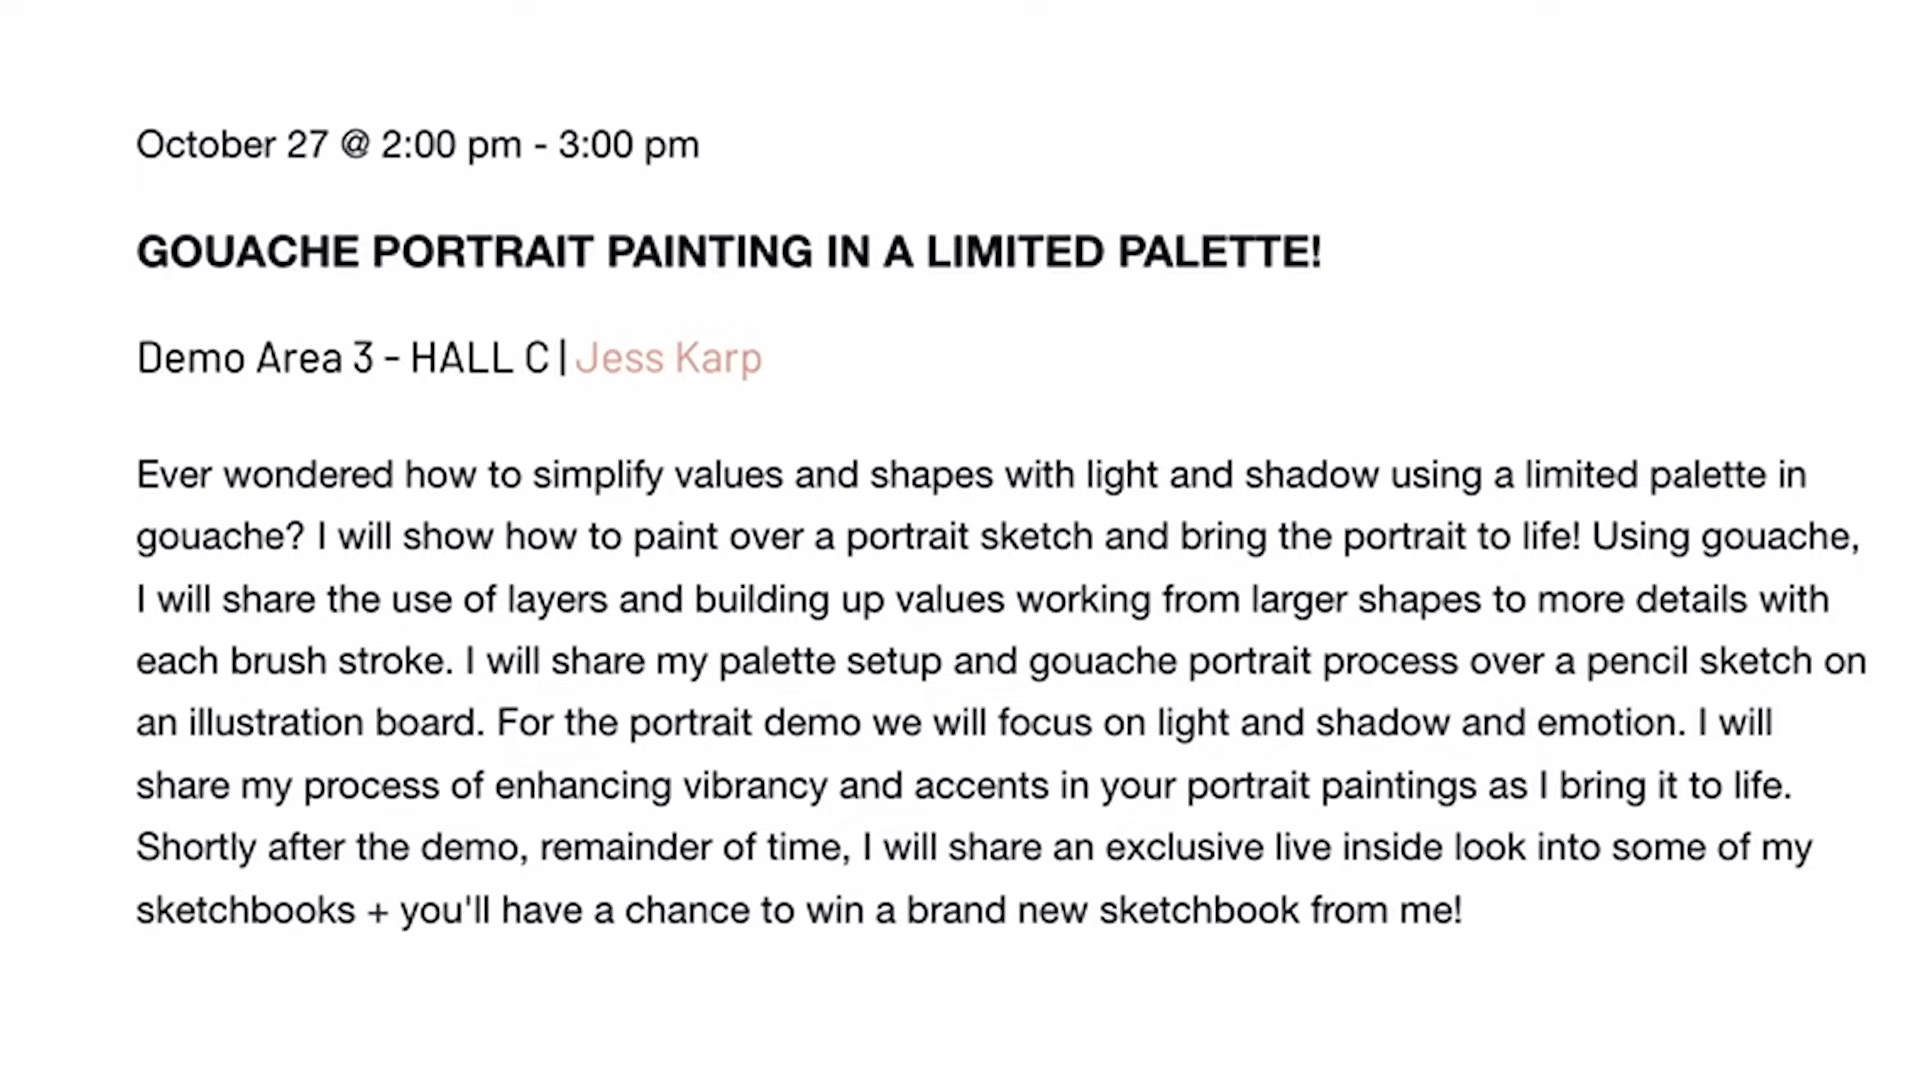 October 27 @ 2:00 pm - 3:00 pm
GOUACHE PORTRAIT PAINTING IN A LIMITED PALETTE!
Demo Area 3 - HALL C | Jess Karp
Ever wondered how to simplify values and shapes with light and shadow using a limited palette in
gouache? I will show how to paint over a portrait sketch and bring the portrait to life! Using gouache,
I will share the use of layers and building up values working from larger shapes to more details with
each brush stroke. I will share my palette setup and gouache portrait process over a pencil sketch on
an illustration board. For the portrait demo we will focus on light and shadow and emotion. I will
share my process of enhancing vibrancy and accents in your portrait paintings as I bring it to life.
Shortly after the demo, remainder of time, I will share an exclusive live inside look into some of my
sketchbooks + you'll have a chance to win a brand new sketchbook from me!